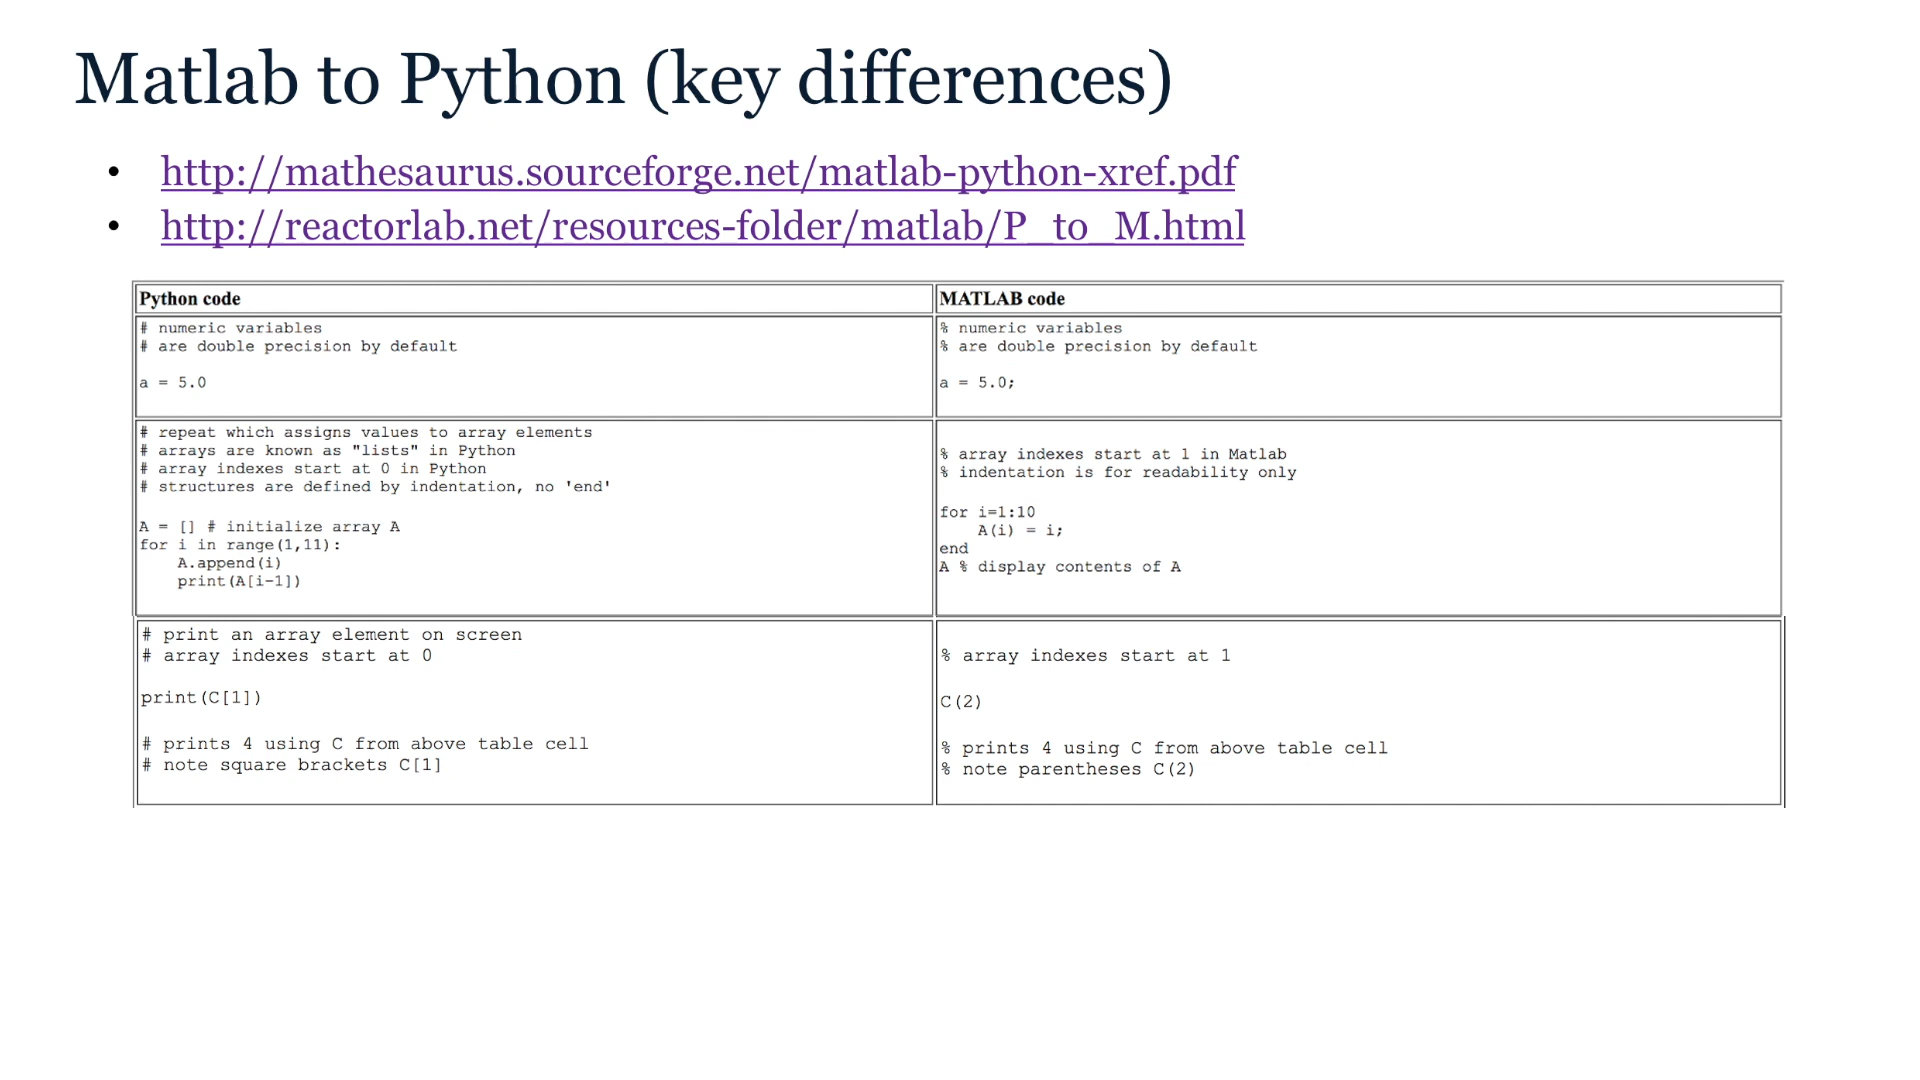 Matlab to Python (key differences)
• http://mathesaurus.sourceforge.net/matlab-python-xref.pdf
• http://reactorlab.net/resources-folder/matlab/P_to_M.html
Python code
MATLAB code
# numeric variables
# are double precision by default
a = 5.0
% numeric variables
% are double precision by default
a = 5.0;
# repeat which assigns values to array elements
# arrays are known as "lists" in Python
# array indexes start at 0 in Python
# structures are defined by indentation, no 'end'
A = [] # initialize array A
for i in range(1,11):
    A.append(i)
    print(A[i-1])
% array indexes start at 1 in Matlab
% indentation is for readability only
for i=1:10
    A(i) = i;
end
A % display contents of A
# print an array element on screen
# array indexes start at 0
print(C[1])
# prints 4 using C from above table cell
# note square brackets C[1]
% array indexes start at 1
C(2)
% prints 4 using C from above table cell
% note parentheses C(2)